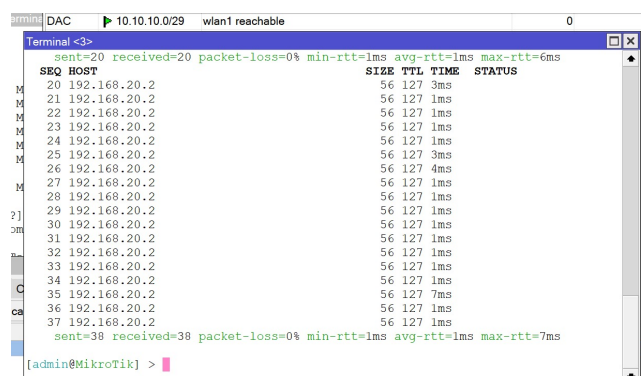 DAC 10.10.10.0/29 wlan1 reachable 0
Terminal <3>
sent=20 received=20 packet-loss=0% min-rtt=1ms avg-rtt=1ms max-rtt=6ms
SEQ HOST SIZE TTL TIME STATUS
20 192.168.20.2 56 127 3ms
21 192.168.20.2 56 127 1ms
22 192.168.20.2 56 127 1ms
23 192.168.20.2 56 127 1ms
24 192.168.20.2 56 127 1ms
25 192.168.20.2 56 127 3ms
26 192.168.20.2 56 127 4ms
27 192.168.20.2 56 127 1ms
28 192.168.20.2 56 127 1ms
29 192.168.20.2 56 127 1ms
30 192.168.20.2 56 127 1ms
31 192.168.20.2 56 127 1ms
32 192.168.20.2 56 127 1ms
33 192.168.20.2 56 127 1ms
34 192.168.20.2 56 127 1ms
35 192.168.20.2 56 127 7ms
36 192.168.20.2 56 127 1ms
37 192.168.20.2 56 127 1ms
sent=38 received=38 packet-loss=0% min-rtt=1ms avg-rtt=1ms max-rtt=7ms
[admin@MikroTik] >